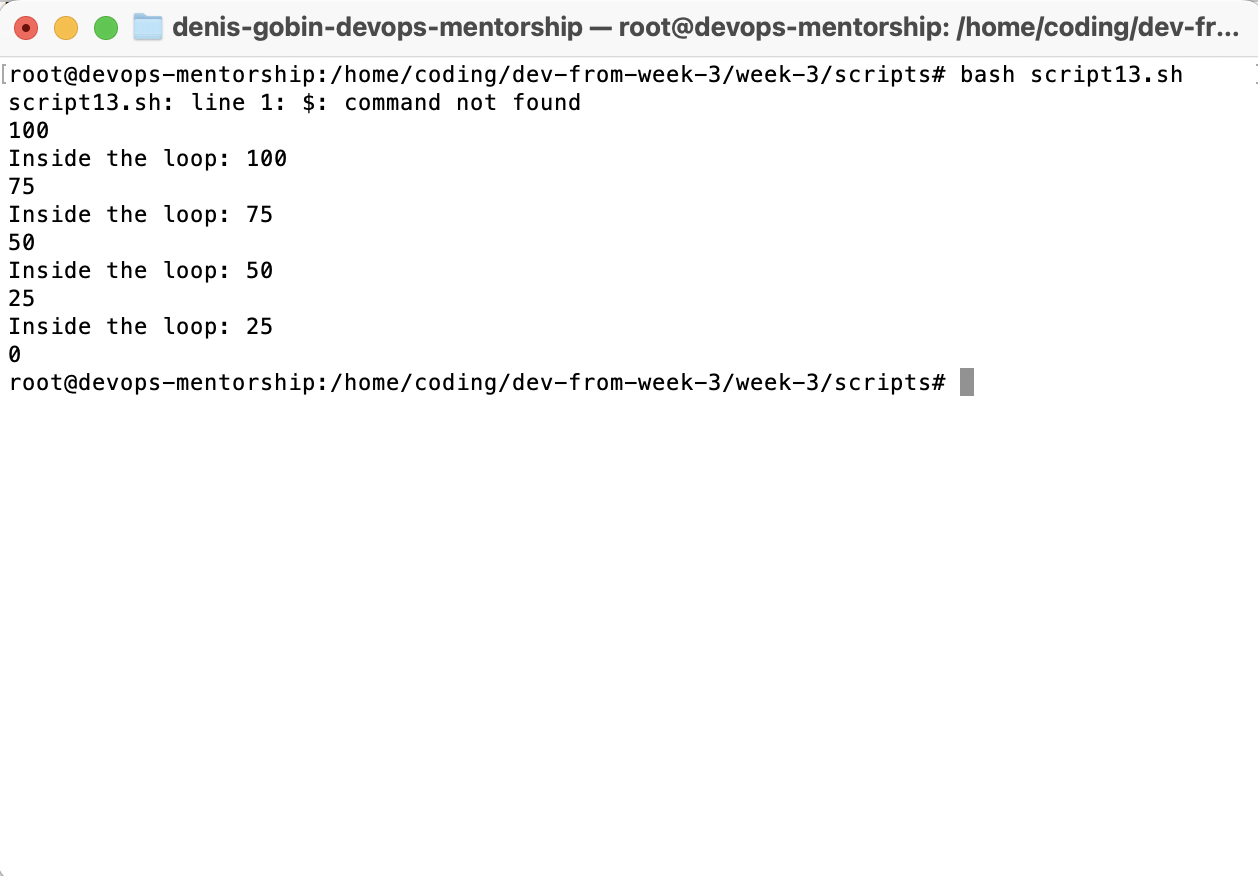 denis-gobin-devops-mentorship — root@devops-mentorship: /home/coding/dev-fr...
[root@devops-mentorship:/home/coding/dev-from-week-3/week-3/scripts# bash script13.sh ]
script13.sh: line 1: $: command not found
100
Inside the loop: 100
75
Inside the loop: 75
50
Inside the loop: 50
25
Inside the loop: 25
0
root@devops-mentorship:/home/coding/dev-from-week-3/week-3/scripts#